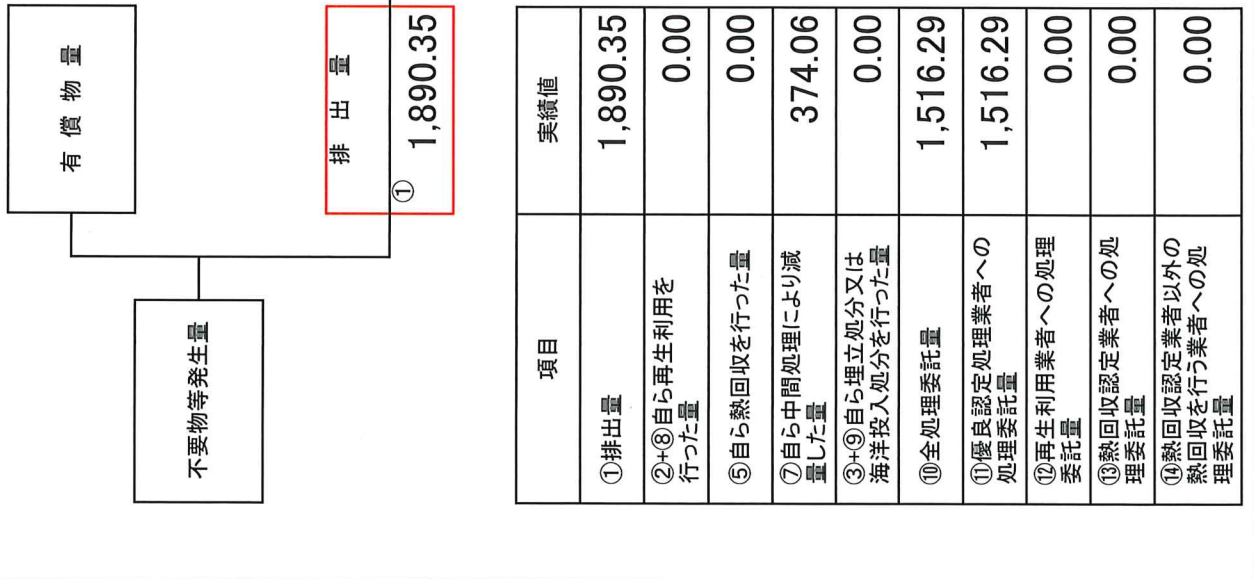 有 償 物 量
不要物等発生量
排 出 量
① 1,890.35
項目 実績値
①排出量 1,890.35
②+⑧自ら再生利用を
行った量 0.00
⑤自ら熱回収を行った量 0.00
⑦自ら中間処理により減
量した量 374.06
③+⑨自ら埋立処分又は
海洋投入処分を行った量 0.00
⑩全処理委託量 1,516.29
⑪優良認定処理業者への
処理委託量 1,516.29
⑫再生利用業者への処理
委託量 0.00
⑬熱回収認定業者への処
理委託量 0.00
⑭熱回収認定業者以外の
熱回収を行う業者への処
理委託量 0.00